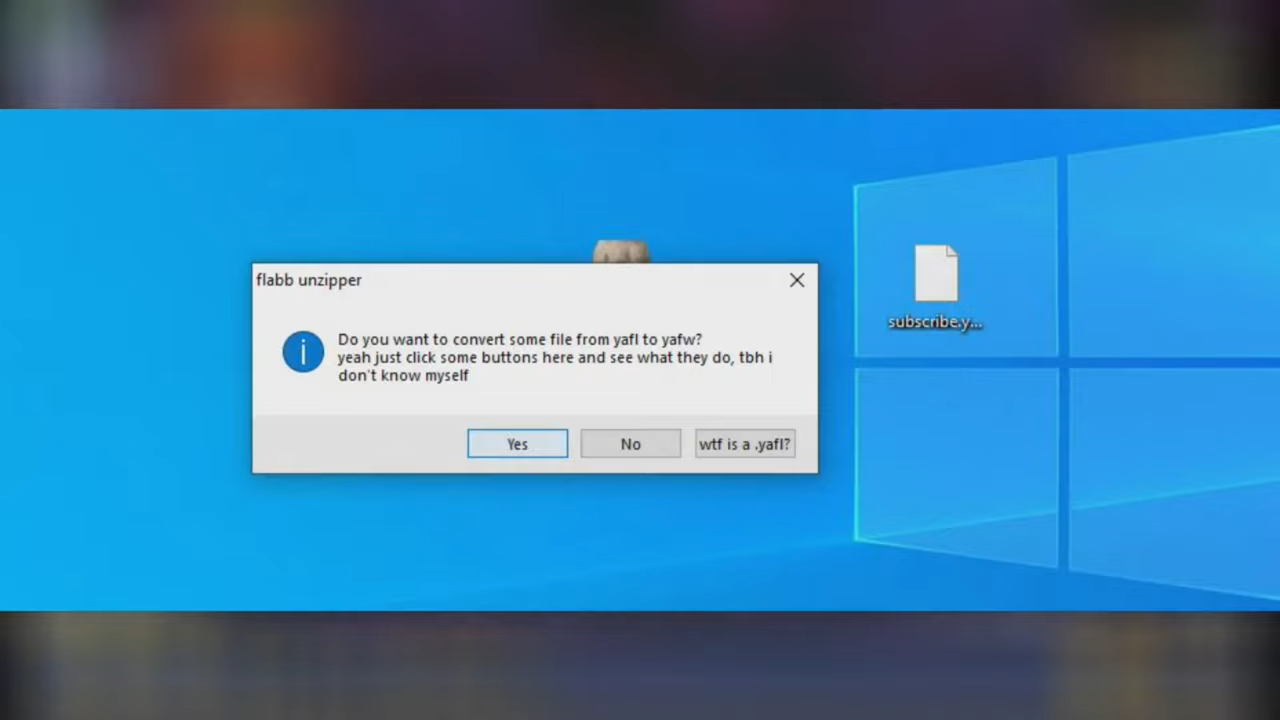 flabb unzipper
Do you want to convert some file from yafl to yafw?
yeah just click some buttons here and see what they do, tbh i
don't know myself
Yes
No
wtf is a .yafl?
subscribe.y...